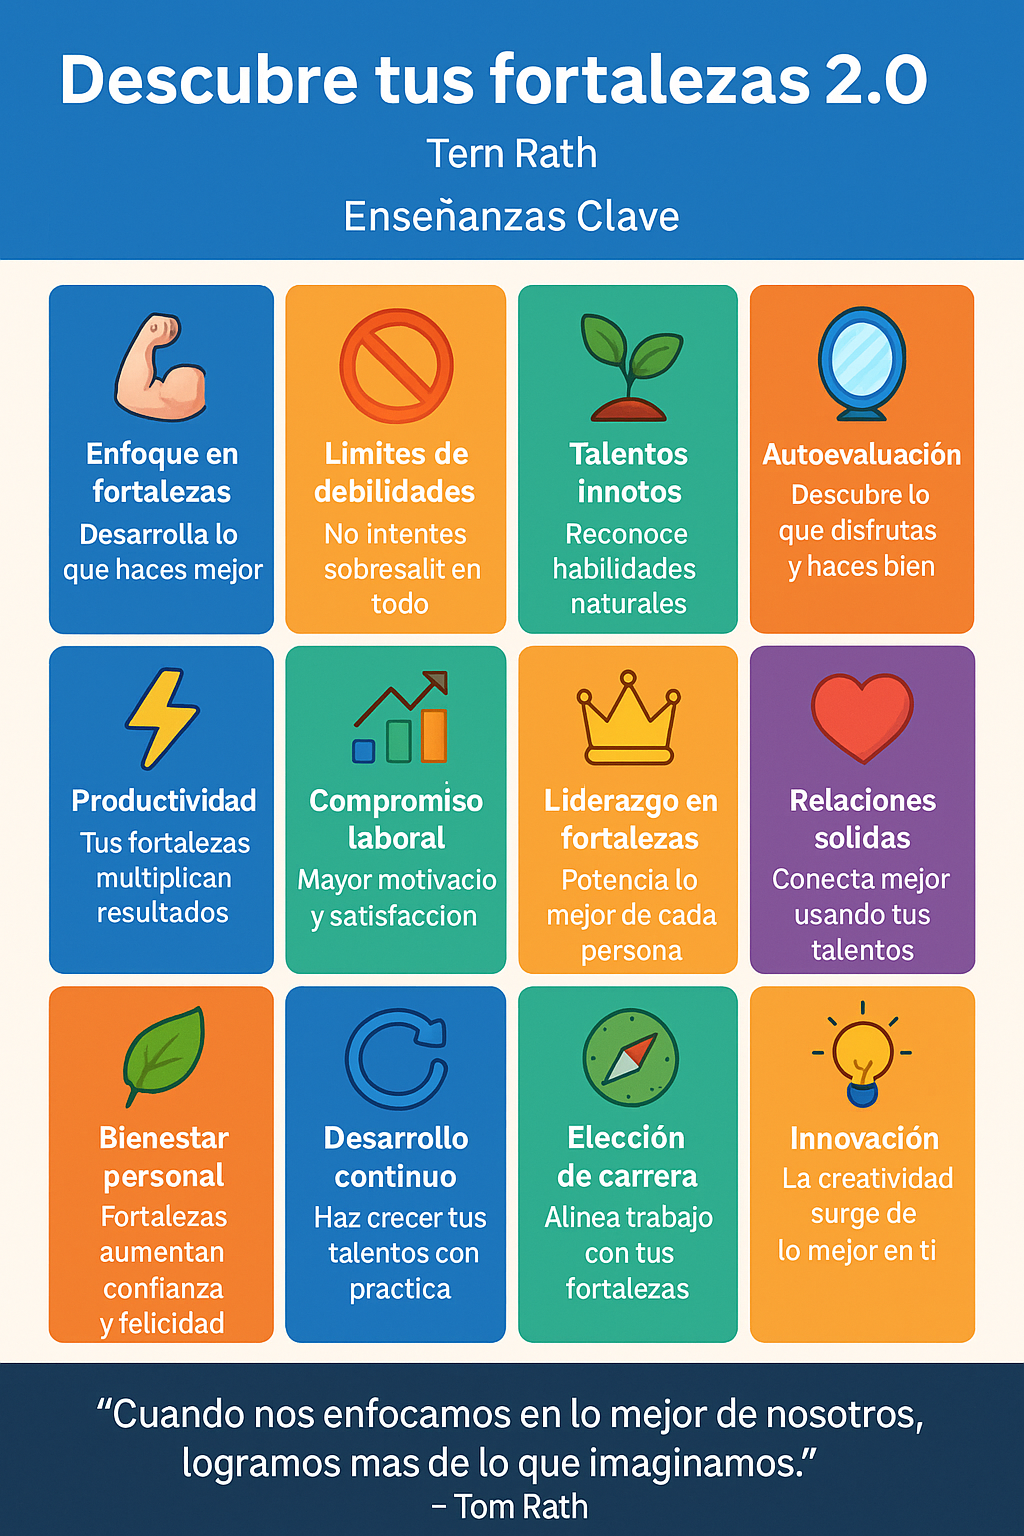 Descubre tus fortalezas 2.0
Tern Rath
Enseñanzas Clave
Enfoque en
fortalezas
Desarrolla lo
que haces mejor
Limites de
debilidades
No intentes
sobresalit en
todo
Talentos
innotos
Reconoce
habilidades
naturales
Autoevaluación
Descubre lo
que disfrutas
y haces bien
Productividad
Tus fortalezas
multiplican
resultados
Compromiso
laboral
Mayor motivacio
y satisfaccion
Liderazgo en
fortalezas
Potencia lo
mejor de cada
persona
Relaciones
solidas
Conecta mejor
usando tus
talentos
Bienestar
personal
Fortalezas
aumentan
confianza
y felicidad
Desarrollo
continuo
Haz crecer tus
talentos con
practica
Elección
de carrera
Alinea trabajo
con tus
fortalezas
Innovación
La creatividad
surge de
lo mejor en ti
“Cuando nos enfocamos en lo mejor de nosotros,
logramos mas de lo que imaginamos.”
– Tom Rath